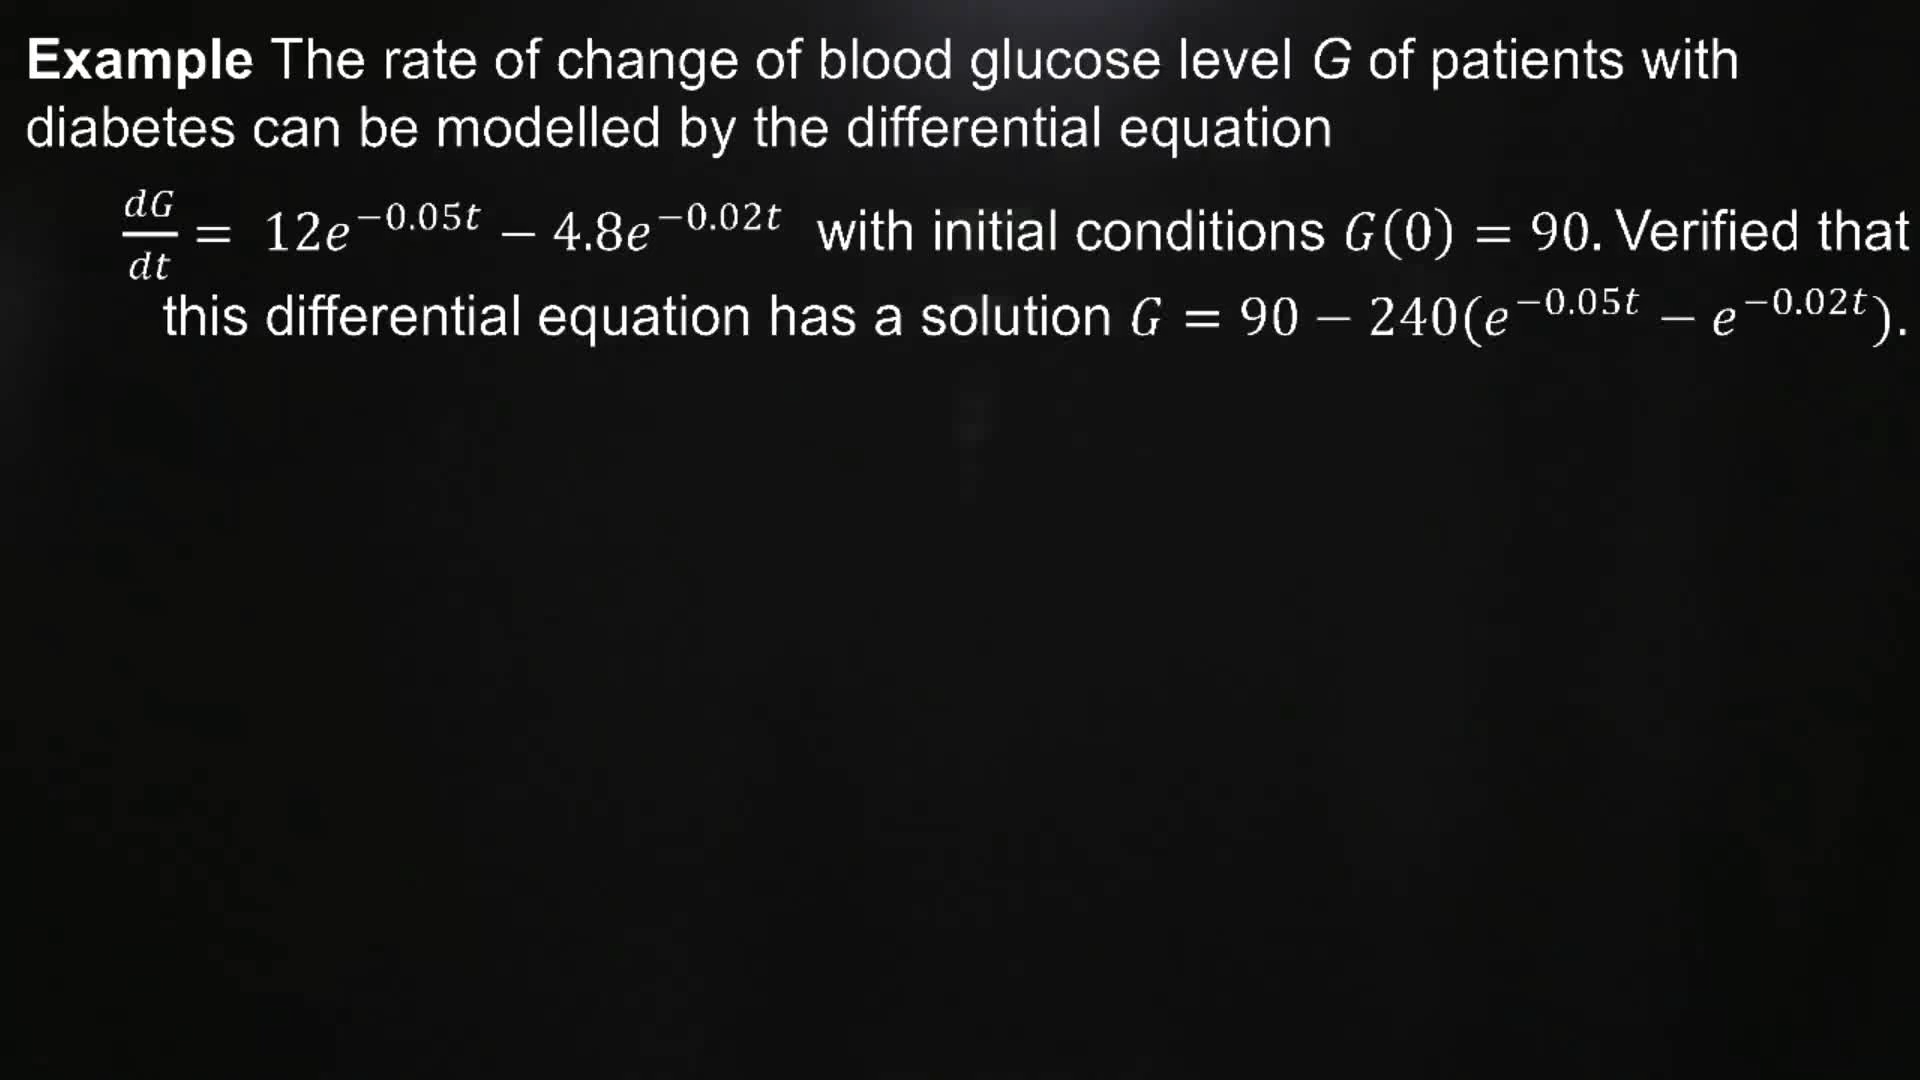 Example The rate of change of blood glucose level G of patients with
diabetes can be modelled by the differential equation
dG/dt = 12e^{-0.05t} − 4.8e^{-0.02t} with initial conditions G(0) = 90. Verified that
this differential equation has a solution G = 90 − 240(e^{-0.05t} − e^{-0.02t}).